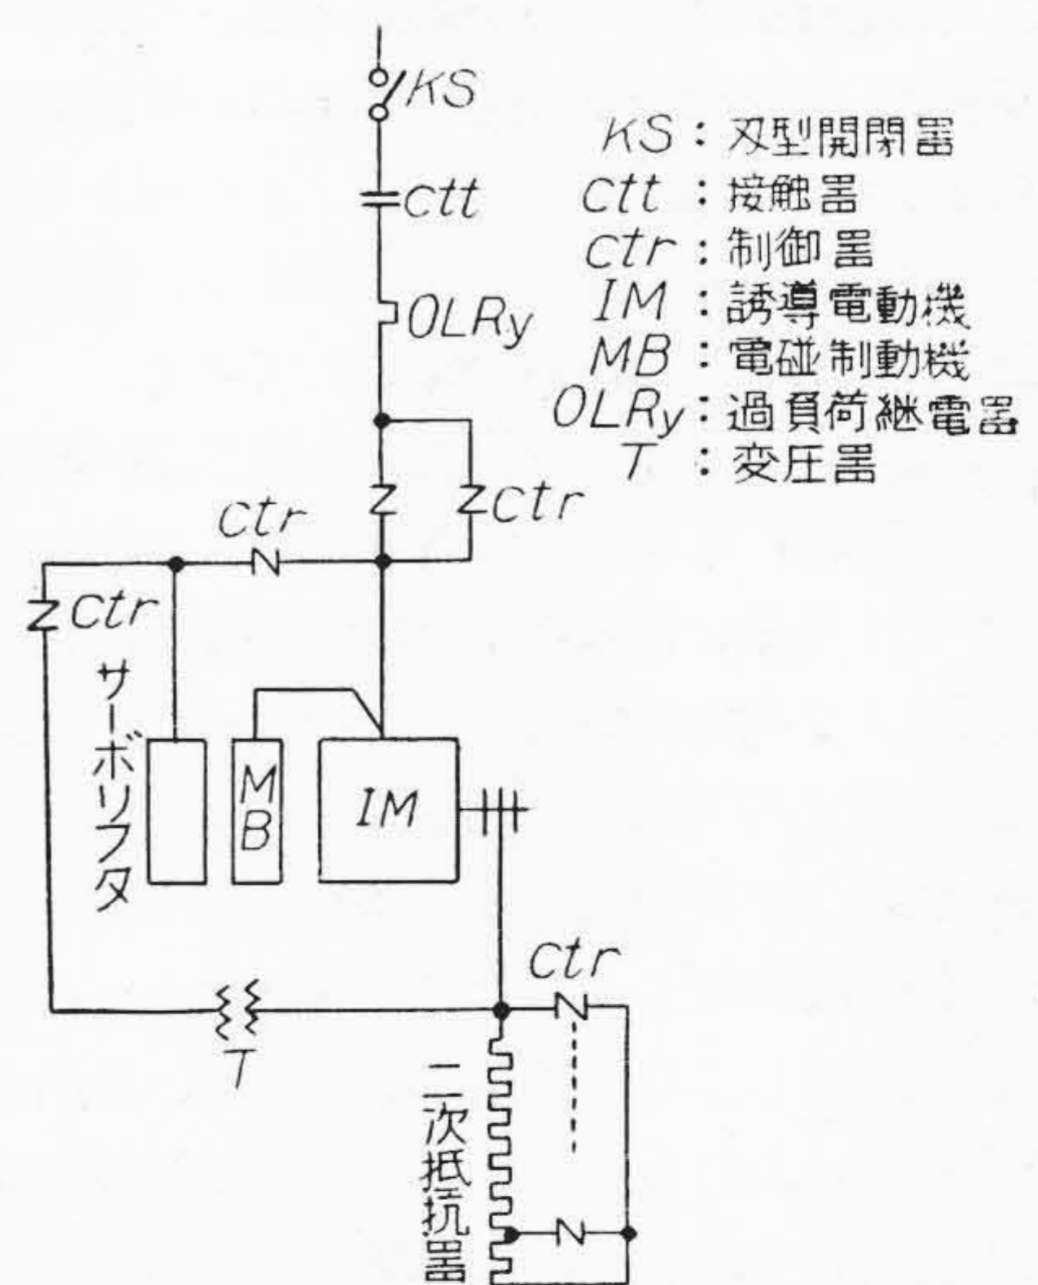 KS
ctt
OLRy
KS：刃型開閉器
ctt：接触器
ctr：制御器
IM：誘導電動機
MB：電磁制動機
OLRy：過負荷継電器
T：変圧器
ctr
ctr
ctr
サーボリフタ
MB
IM
ctr
T
二次抵抗器